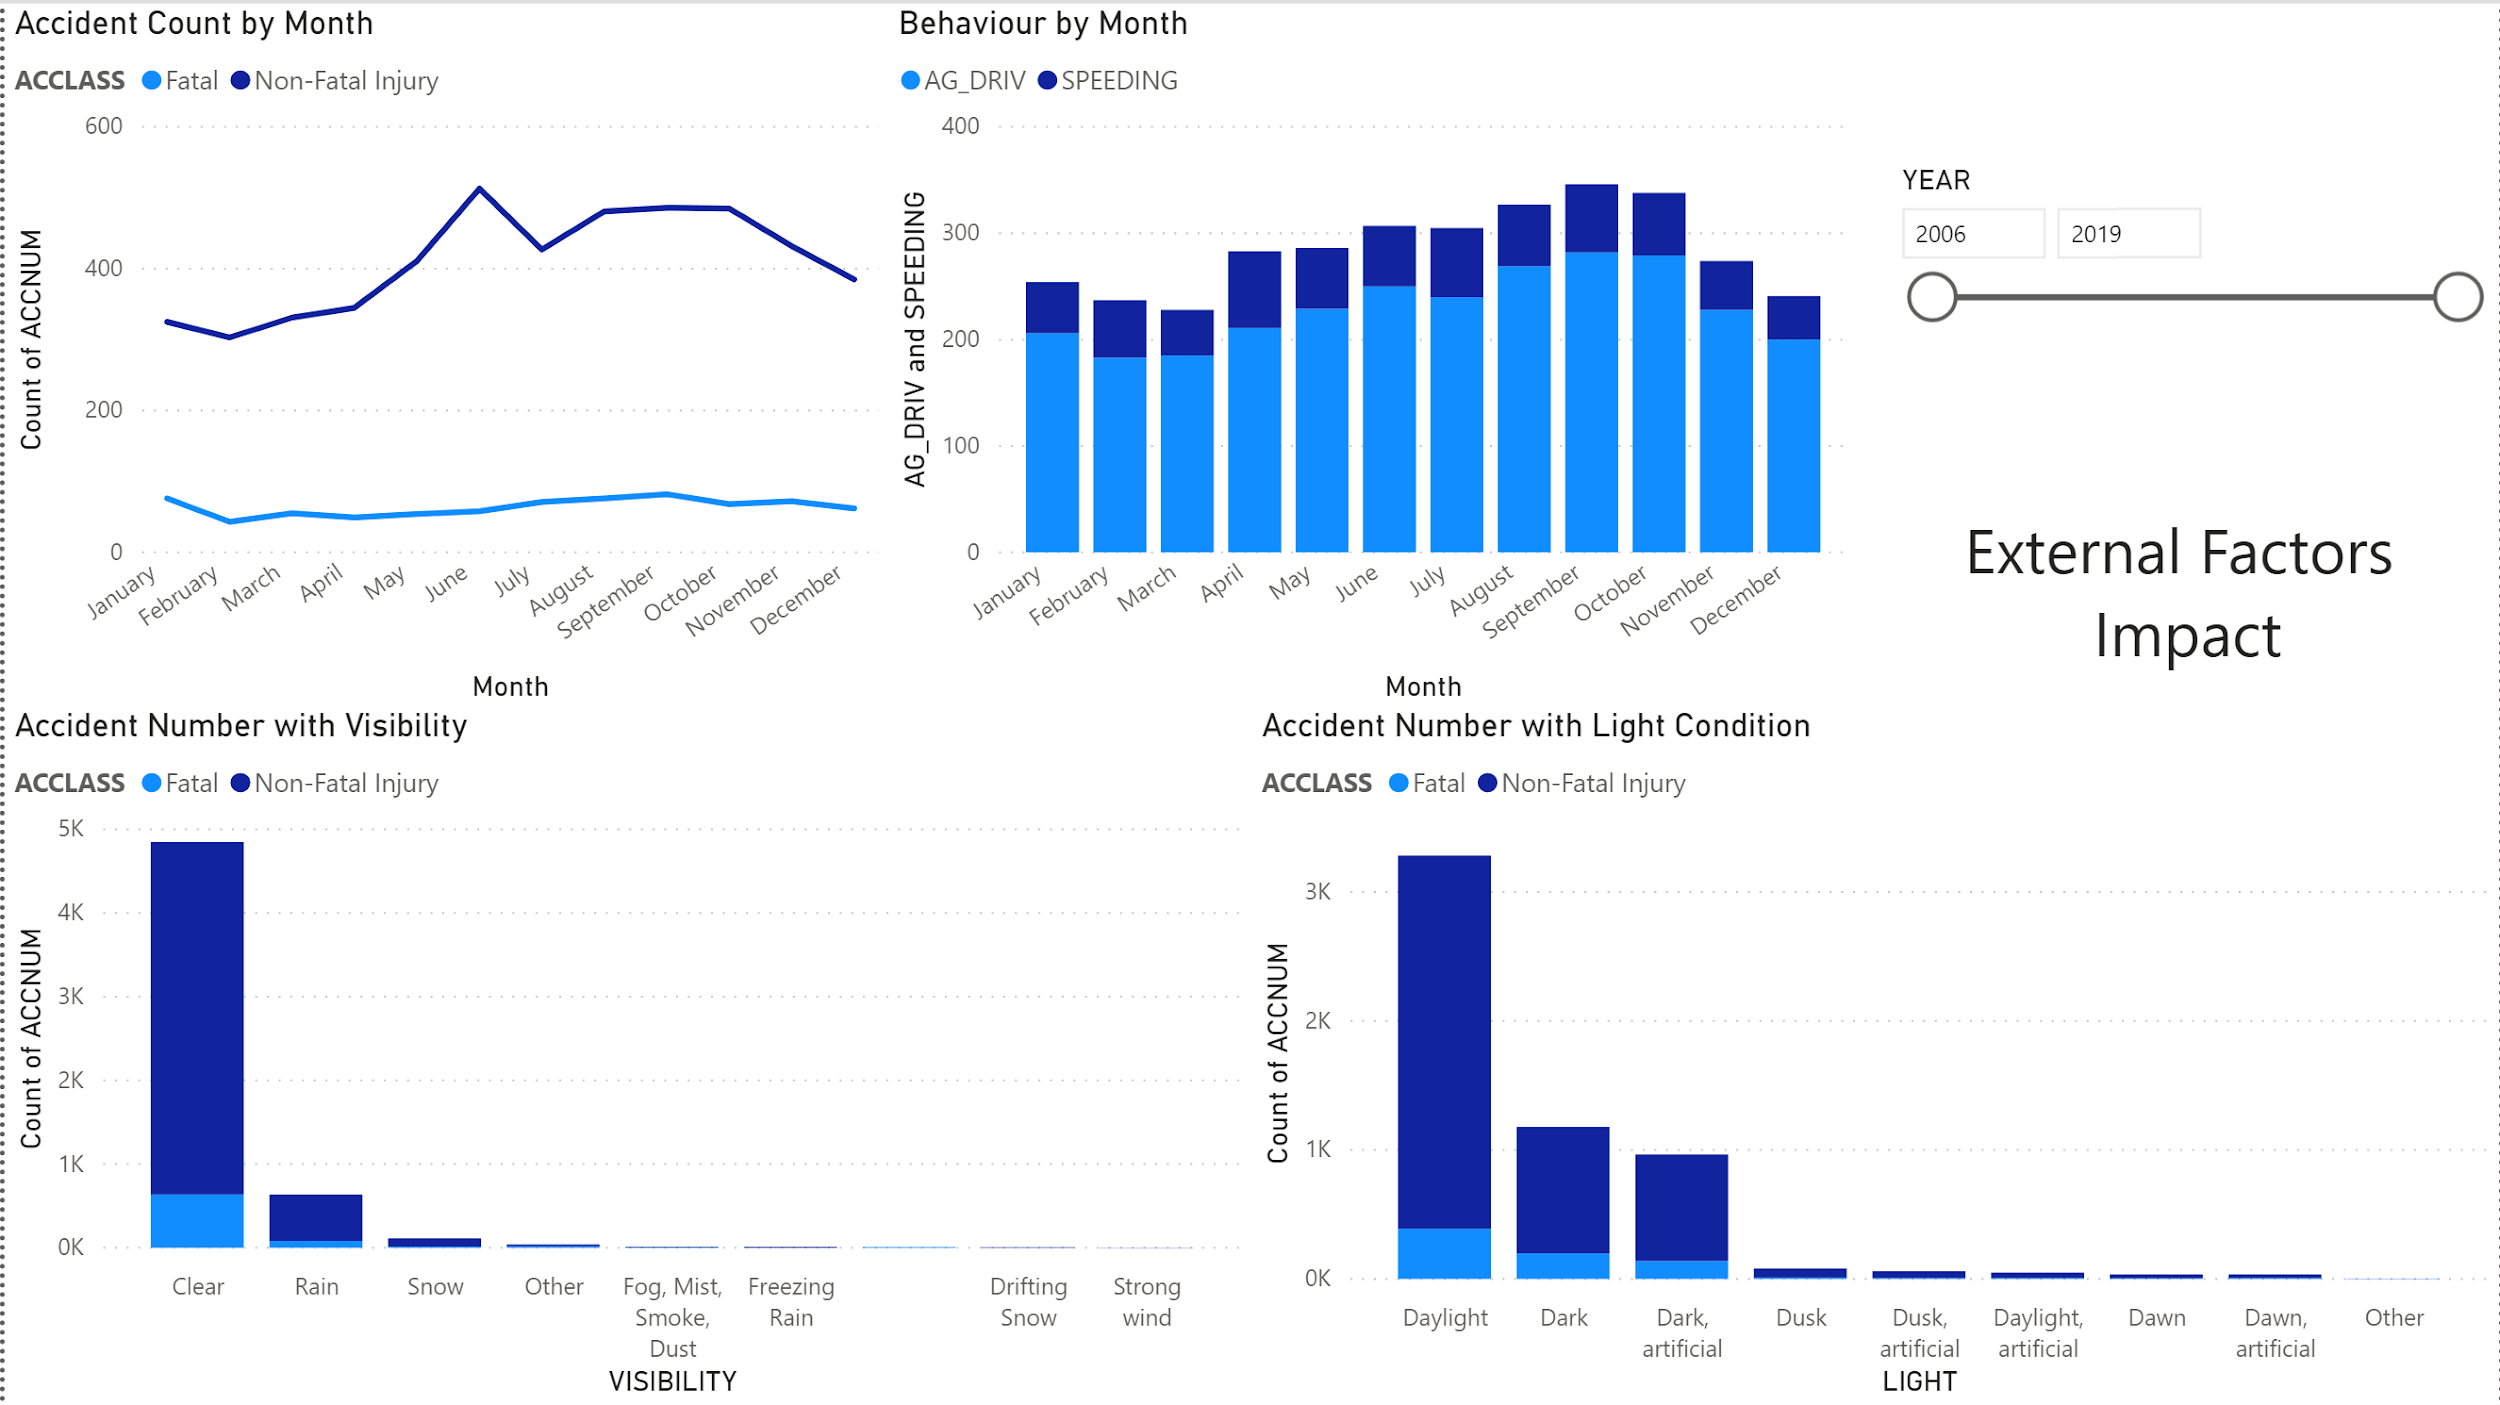 Accident Count by Month
ACCLASS Fatal Non-Fatal Injury
600
400
200
0
Count of ACCNUM
January February March April May June July August September October November December
Month
Behaviour by Month
AG_DRIV SPEEDING
400
300
200
100
0
AG_DRIV and SPEEDING
January February March April May June July August September October November December
Month
YEAR
2006 2019
External Factors
Impact
Accident Number with Visibility
ACCLASS Fatal Non-Fatal Injury
5K
4K
3K
2K
1K
0K
Count of ACCNUM
Clear Rain Snow Other Fog, Mist, Smoke, Dust Freezing Rain Drifting Snow Strong wind
VISIBILITY
Accident Number with Light Condition
ACCLASS Fatal Non-Fatal Injury
3K
2K
1K
0K
Count of ACCNUM
Daylight Dark Dark, artificial Dusk Dusk, artificial Daylight, artificial Dawn Dawn, artificial Other
LIGHT